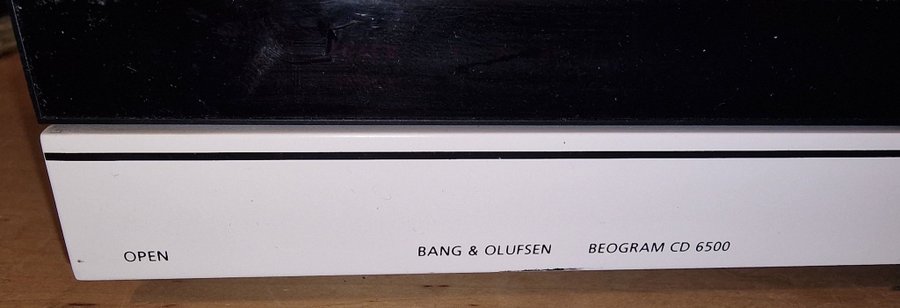 OPEN BANG & OLUFSEN BEOGRAM CD 6500